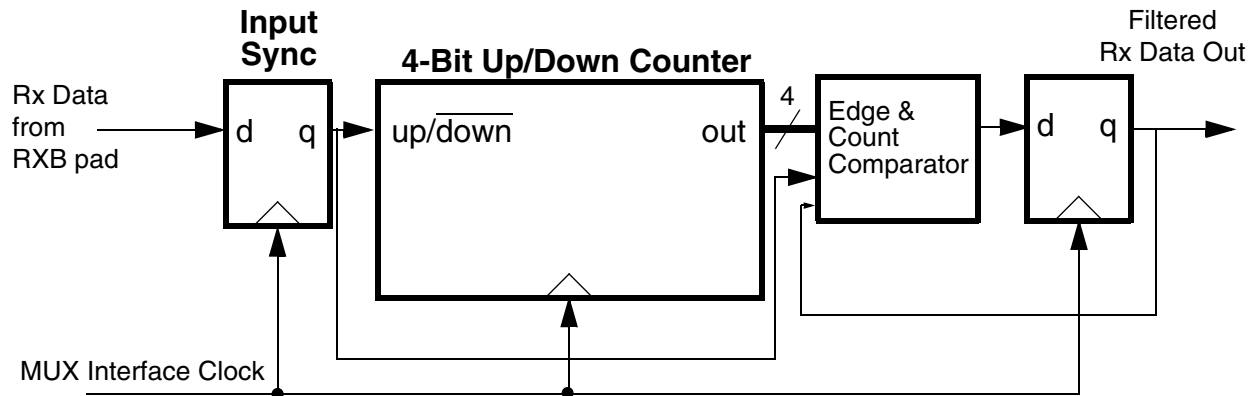 Input
Sync
4-Bit Up/Down Counter
Filtered
Rx Data Out
Rx Data
from
RXB pad
d q
up/down
out
4
Edge &
Count
Comparator
d q
MUX Interface Clock